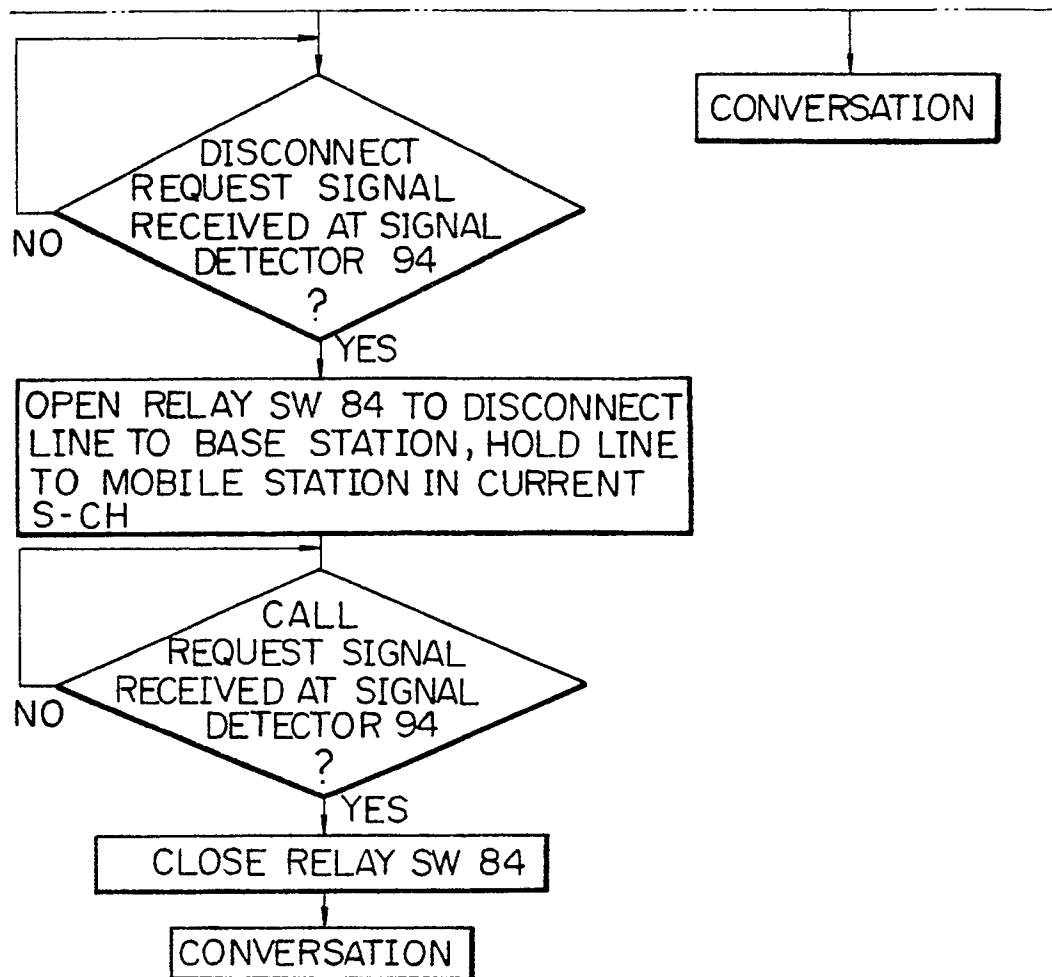 CONVERSATION
DISCONNECT
REQUEST SIGNAL
RECEIVED AT SIGNAL
DETECTOR 94
?
NO
YES
OPEN RELAY SW 84 TO DISCONNECT
LINE TO BASE STATION, HOLD LINE
TO MOBILE STATION IN CURRENT
S-CH
CALL
REQUEST SIGNAL
RECEIVED AT SIGNAL
DETECTOR 94
?
NO
YES
CLOSE RELAY SW 84
CONVERSATION